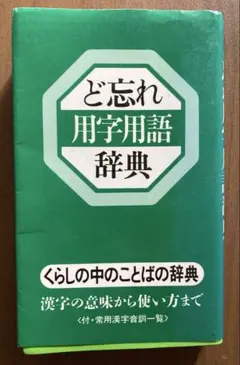 ど忘れ
用字用語
辞典
くらしの中のことばの辞典
漢字の意味から使い方まで
〈付・常用漢字音訓一覧〉